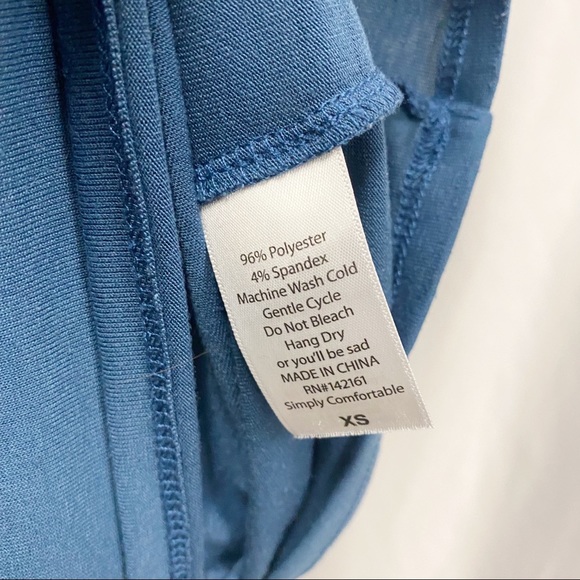 96% Polyester
4% Spandex
Machine Wash Cold
Gentle Cycle
Do Not Bleach
Hang Dry
or you'll be sad
MADE IN CHINA
RN#142161
Simply Comfortable
XS